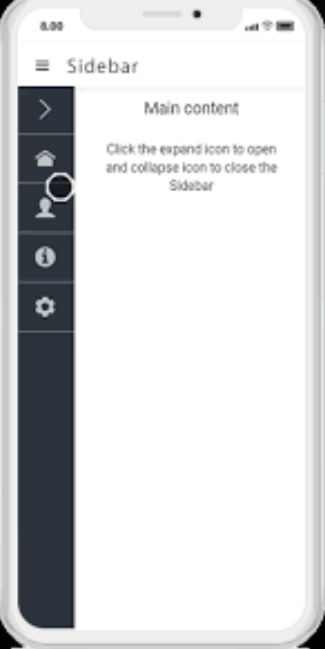 8.00
Sidebar
Main content
Click the expand icon to open
and collapse icon to close the
Sidebar